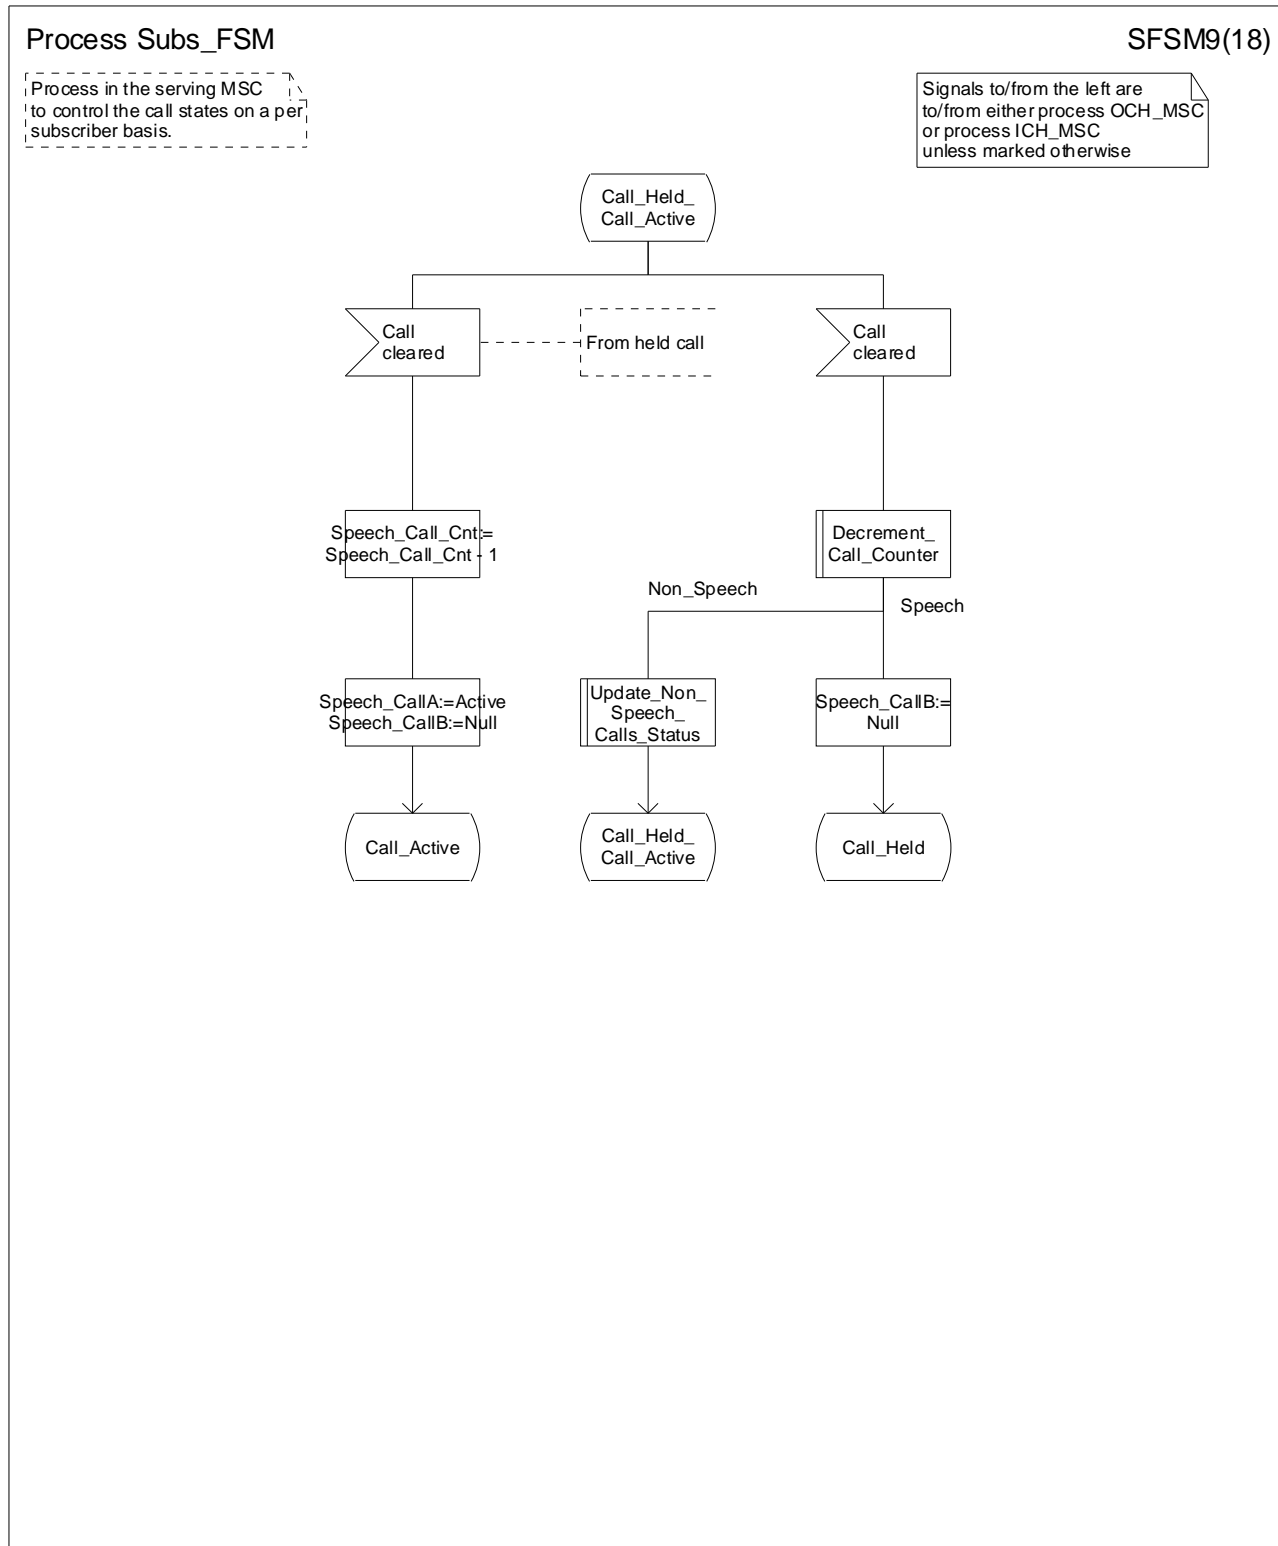 Process Subs_FSM
SFSM9(18)
Process in the serving MSC
to control the call states on a per
subscriber basis.
Signals to/from the left are
to/from either process OCH_MSC
or process ICH_MSC
unless marked otherwise
Call_Held_
Call_Active
Call
cleared
From held call
Call
cleared
Speech_Call_Cnt:=
Speech_Call_Cnt - 1
Decrement_
Call_Counter
Non_Speech
Speech
Speech_CallA:=Active
Speech_CallB:=Null
Update_Non_
Speech_
Calls_Status
Speech_CallB:=
Null
Call_Active
Call_Held_
Call_Active
Call_Held